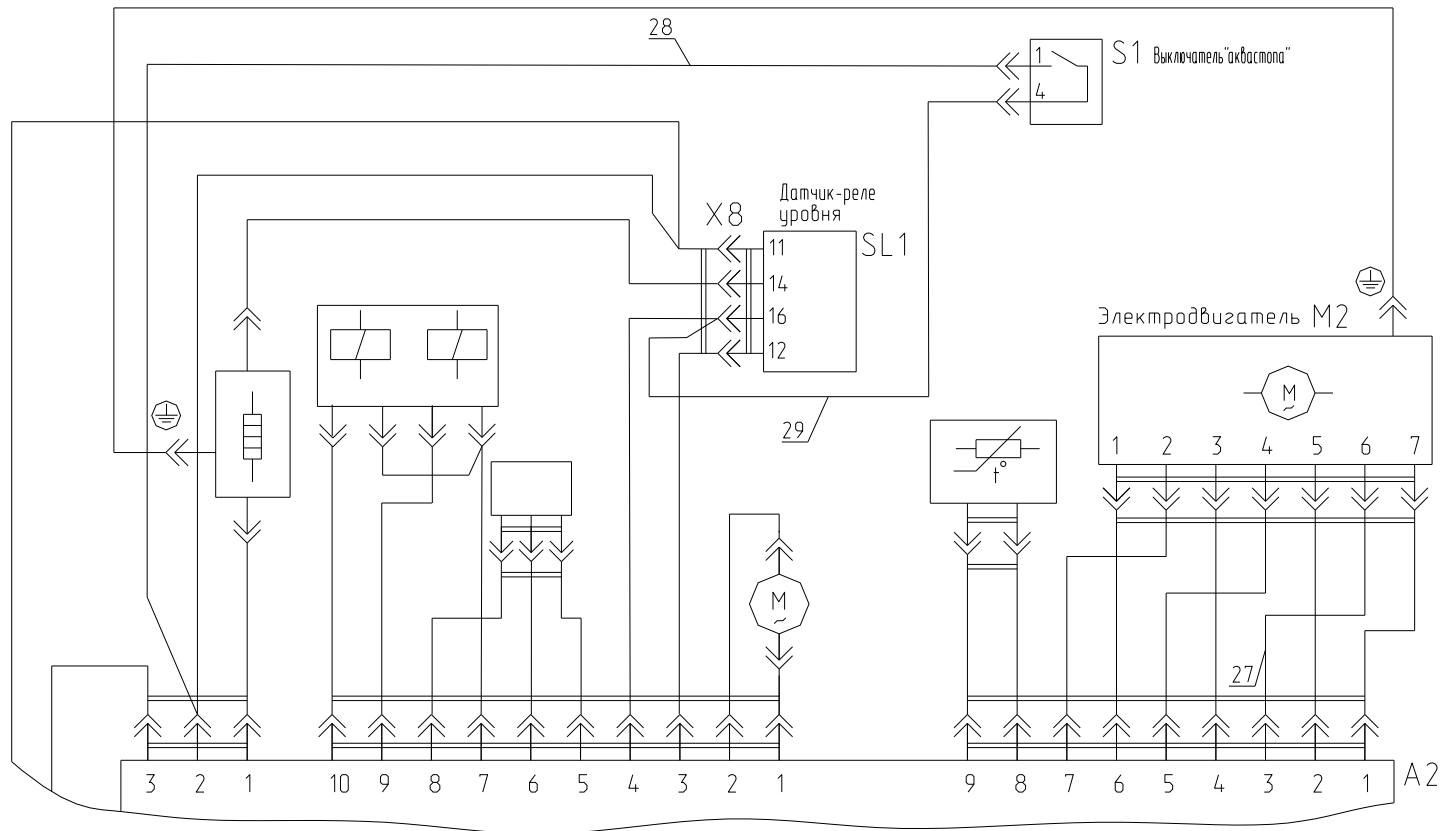 28
1
S1 Выключатель"аквастопа"
4
Датчик-реле
уровня
X8
SL1
11
14
16
12
Электродвигатель M2
M
~
29
t°
1 2 3 4 5 6 7
M
~
27
3 2 1 10 9 8 7 6 5 4 3 2 1 9 8 7 6 5 4 3 2 1
A2